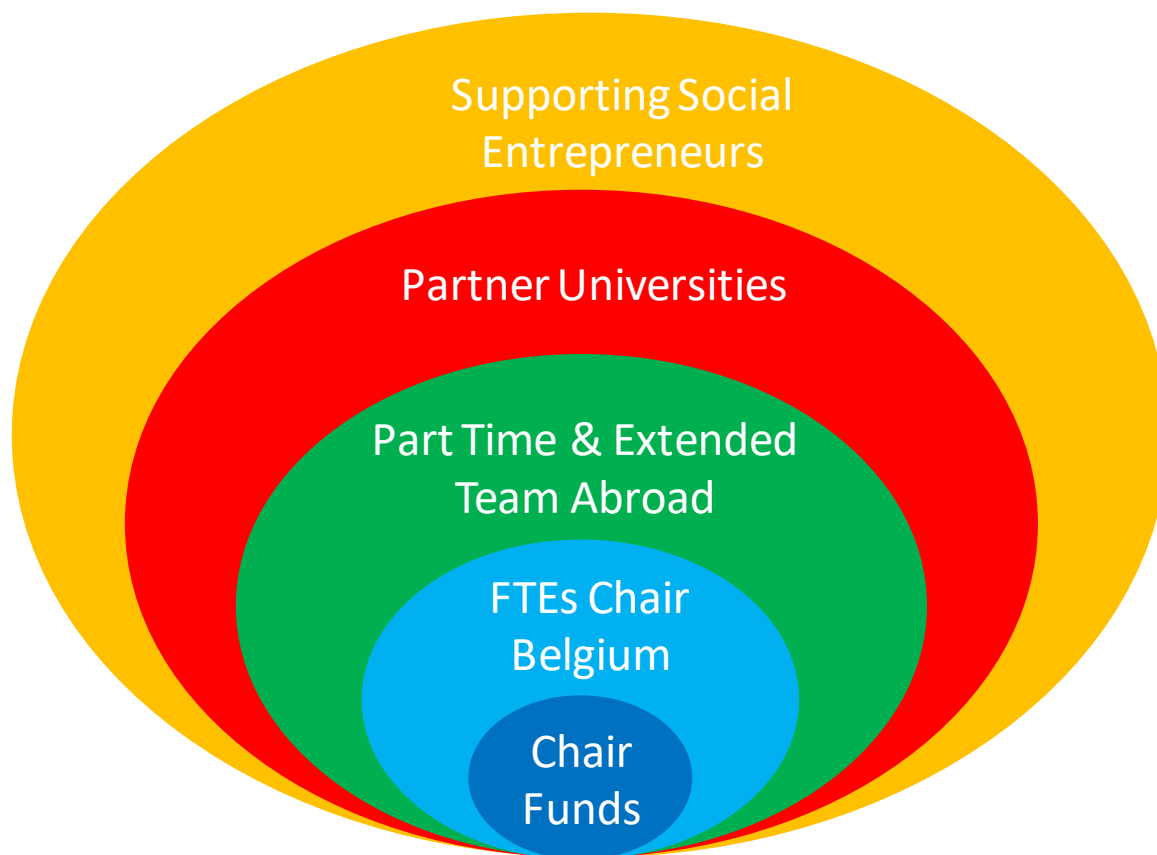 Supporting Social
Entrepreneurs
Partner Universities
Part Time & Extended
Team Abroad
FTEs Chair
Belgium
Chair
Funds